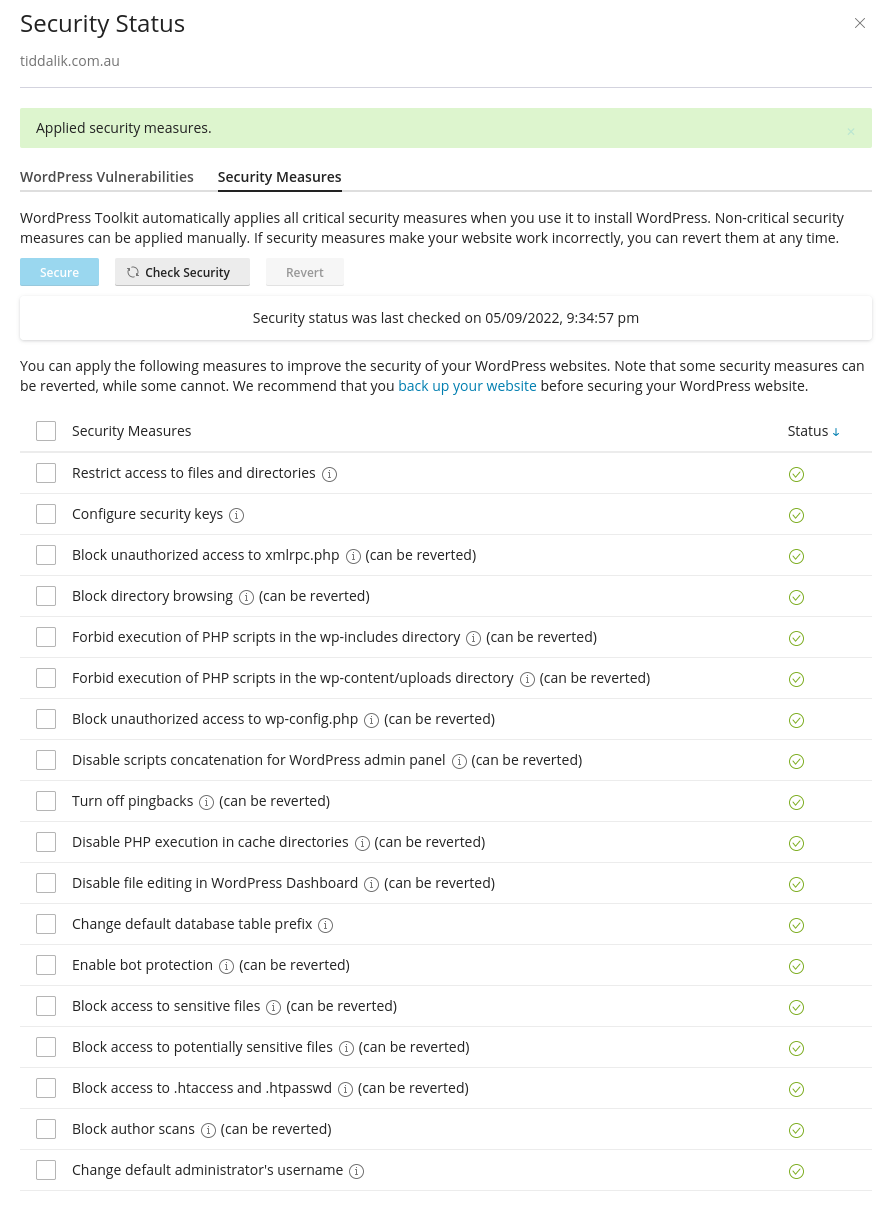 Security Status
tiddalik.com.au
Applied security measures.
WordPress Vulnerabilities Security Measures
WordPress Toolkit automatically applies all critical security measures when you use it to install WordPress. Non-critical security
measures can be applied manually. If security measures make your website work incorrectly, you can revert them at any time.
Secure Check Security Revert
Security status was last checked on 05/09/2022, 9:34:57 pm
You can apply the following measures to improve the security of your WordPress websites. Note that some security measures can
be reverted, while some cannot. We recommend that you back up your website before securing your WordPress website.
Security Measures Status
Restrict access to files and directories
Configure security keys
Block unauthorized access to xmlrpc.php (can be reverted)
Block directory browsing (can be reverted)
Forbid execution of PHP scripts in the wp-includes directory (can be reverted)
Forbid execution of PHP scripts in the wp-content/uploads directory (can be reverted)
Block unauthorized access to wp-config.php (can be reverted)
Disable scripts concatenation for WordPress admin panel (can be reverted)
Turn off pingbacks (can be reverted)
Disable PHP execution in cache directories (can be reverted)
Disable file editing in WordPress Dashboard (can be reverted)
Change default database table prefix
Enable bot protection (can be reverted)
Block access to sensitive files (can be reverted)
Block access to potentially sensitive files (can be reverted)
Block access to .htaccess and .htpasswd (can be reverted)
Block author scans (can be reverted)
Change default administrator's username